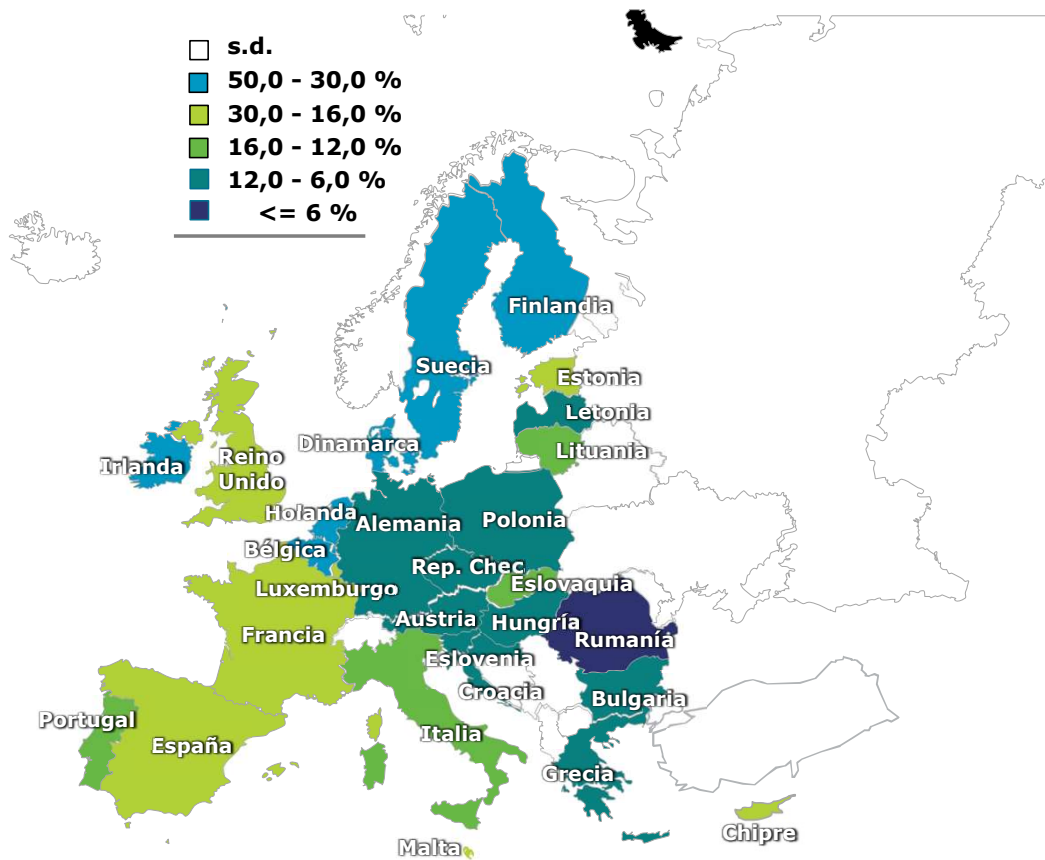 s.d.
50,0 - 30,0 %
30,0 - 16,0 %
16,0 - 12,0 %
12,0 - 6,0 %
<= 6 %
Finlandia
Suecia
Estonia
Letonia
Dinamarca
Lituania
Irlanda
Reino
Unido
Holanda
Alemania
Polonia
Bélgica
Rep. Chec
Eslovaquia
Luxemburgo
Austria
Hungría
Francia
Rumanía
Eslovenia
Croacia
Bulgaria
Portugal
España
Italia
Grecia
Chipre
Malta